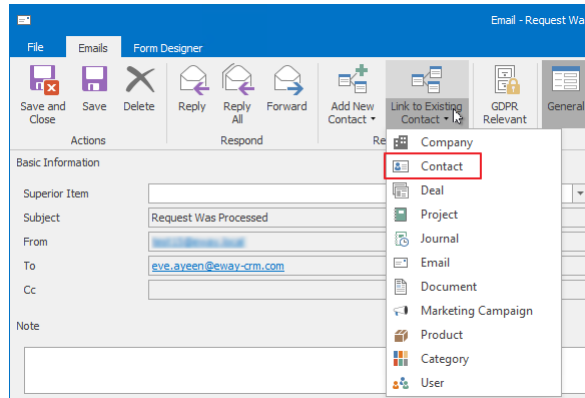 Email - Request Wa
File Emails Form Designer
Save and Close Save Delete Reply Reply All Forward Add New Contact Link to Existing Contact GDPR Relevant General
Actions Respond Re
Basic Information
Superior Item
Subject Request Was Processed
From
To eve.ayeen@eway-crm.com
Cc
Note
Company
Contact
Deal
Project
Journal
Email
Document
Marketing Campaign
Product
Category
User